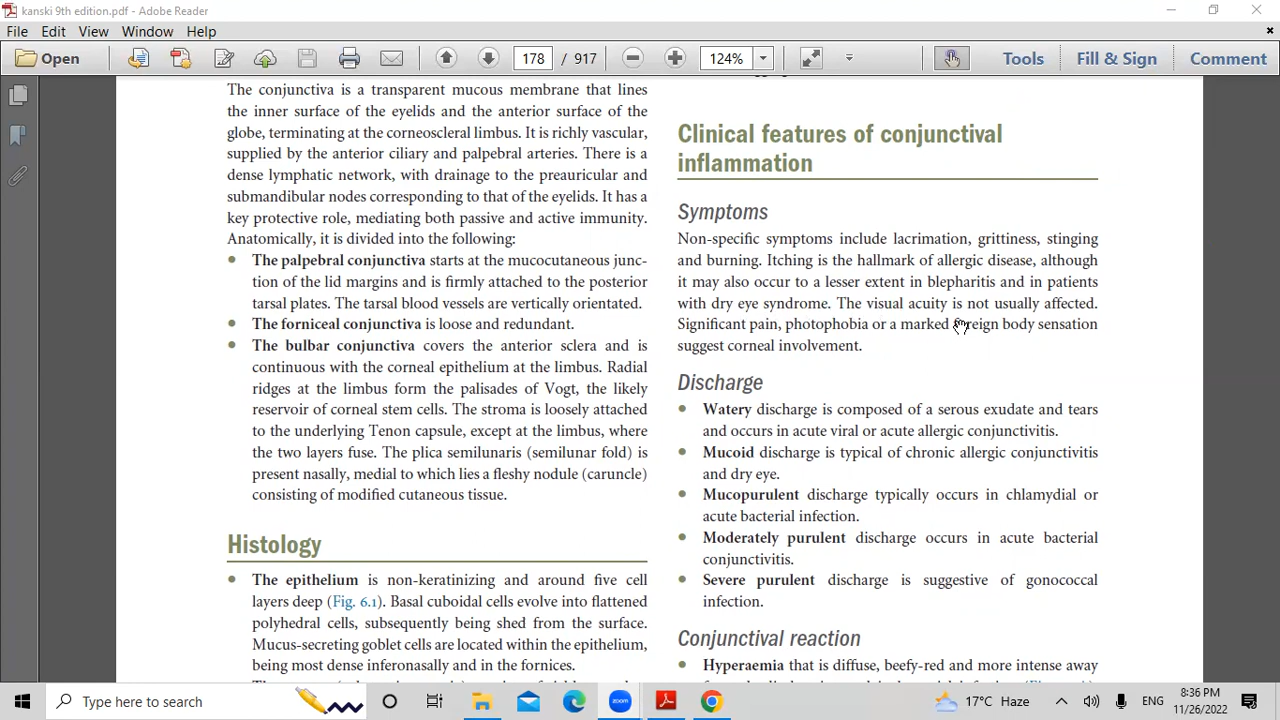 kanski 9th edition.pdf - Adobe Reader
File Edit View Window Help
Open 178 / 917 124% Tools Fill & Sign Comment
The conjunctiva is a transparent mucous membrane that lines
the inner surface of the eyelids and the anterior surface of the
globe, terminating at the corneoscleral limbus. It is richly vascular,
supplied by the anterior ciliary and palpebral arteries. There is a
dense lymphatic network, with drainage to the preauricular and
submandibular nodes corresponding to that of the eyelids. It has a
key protective role, mediating both passive and active immunity.
Anatomically, it is divided into the following:
• The palpebral conjunctiva starts at the mucocutaneous junc-
tion of the lid margins and is firmly attached to the posterior
tarsal plates. The tarsal blood vessels are vertically orientated.
• The forniceal conjunctiva is loose and redundant.
• The bulbar conjunctiva covers the anterior sclera and is
continuous with the corneal epithelium at the limbus. Radial
ridges at the limbus form the palisades of Vogt, the likely
reservoir of corneal stem cells. The stroma is loosely attached
to the underlying Tenon capsule, except at the limbus, where
the two layers fuse. The plica semilunaris (semilunar fold) is
present nasally, medial to which lies a fleshy nodule (caruncle)
consisting of modified cutaneous tissue.
Histology
• The epithelium is non-keratinizing and around five cell
layers deep (Fig. 6.1). Basal cuboidal cells evolve into flattened
polyhedral cells, subsequently being shed from the surface.
Mucus-secreting goblet cells are located within the epithelium,
being most dense inferonasally and in the fornices.
Clinical features of conjunctival
inflammation
Symptoms
Non-specific symptoms include lacrimation, grittiness, stinging
and burning. Itching is the hallmark of allergic disease, although
it may also occur to a lesser extent in blepharitis and in patients
with dry eye syndrome. The visual acuity is not usually affected.
Significant pain, photophobia or a marked foreign body sensation
suggest corneal involvement.
Discharge
• Watery discharge is composed of a serous exudate and tears
and occurs in acute viral or acute allergic conjunctivitis.
• Mucoid discharge is typical of chronic allergic conjunctivitis
and dry eye.
• Mucopurulent discharge typically occurs in chlamydial or
acute bacterial infection.
• Moderately purulent discharge occurs in acute bacterial
conjunctivitis.
• Severe purulent discharge is suggestive of gonococcal
infection.
Conjunctival reaction
• Hyperaemia that is diffuse, beefy-red and more intense away
Type here to search
zoom
17°C Haze
ENG
8:36 PM
11/26/2022